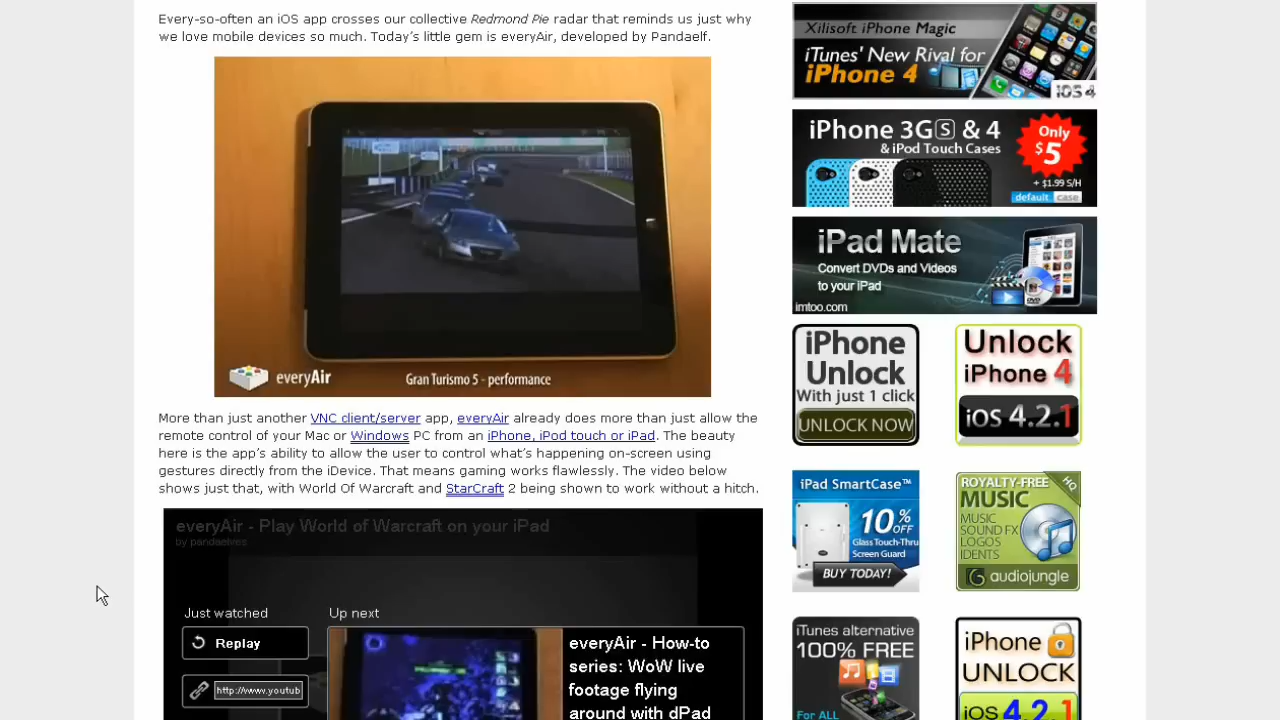 Every-so-often an iOS app crosses our collective Redmond Pie radar that reminds us just why
we love mobile devices so much. Today's little gem is everyAir, developed by Pandaelf.
everyAir
Gran Turismo 5 - performance
More than just another VNC client/server app, everyAir already does more than just allow the
remote control of your Mac or Windows PC from an iPhone, iPod touch or iPad. The beauty
here is the app's ability to allow the user to control what's happening on-screen using
gestures directly from the iDevice. That means gaming works flawlessly. The video below
shows just that, with World Of Warcraft and StarCraft 2 being shown to work without a hitch.
everyAir - Play World of Warcraft on your iPad
by pandaelves
Just watched
Up next
Replay
http://www.youtub
everyAir - How-to
series: WoW live
footage flying
around with dPad
Xilisoft iPhone Magic
iTunes' New Rival for
iPhone 4
iOS 4
iPhone 3GS & 4
& iPod Touch Cases
Only
$5
+ $1.99 S/H
default case
iPad Mate
Convert DVDs and Videos
to your iPad
imtoo.com
iPhone
Unlock
With just 1 click
UNLOCK NOW
Unlock
iPhone 4
iOS 4.2.1
iPad SmartCase™
10%
OFF
Glass Touch-Thru
Screen Guard
BUY TODAY!
ROYALTY-FREE
HQ
MUSIC
MUSIC
SOUND FX
LOGOS
IDENTS
audiojungle
iTunes alternative
100% FREE
For ALL
iPhone
UNLOCK
iOS 4.2.1